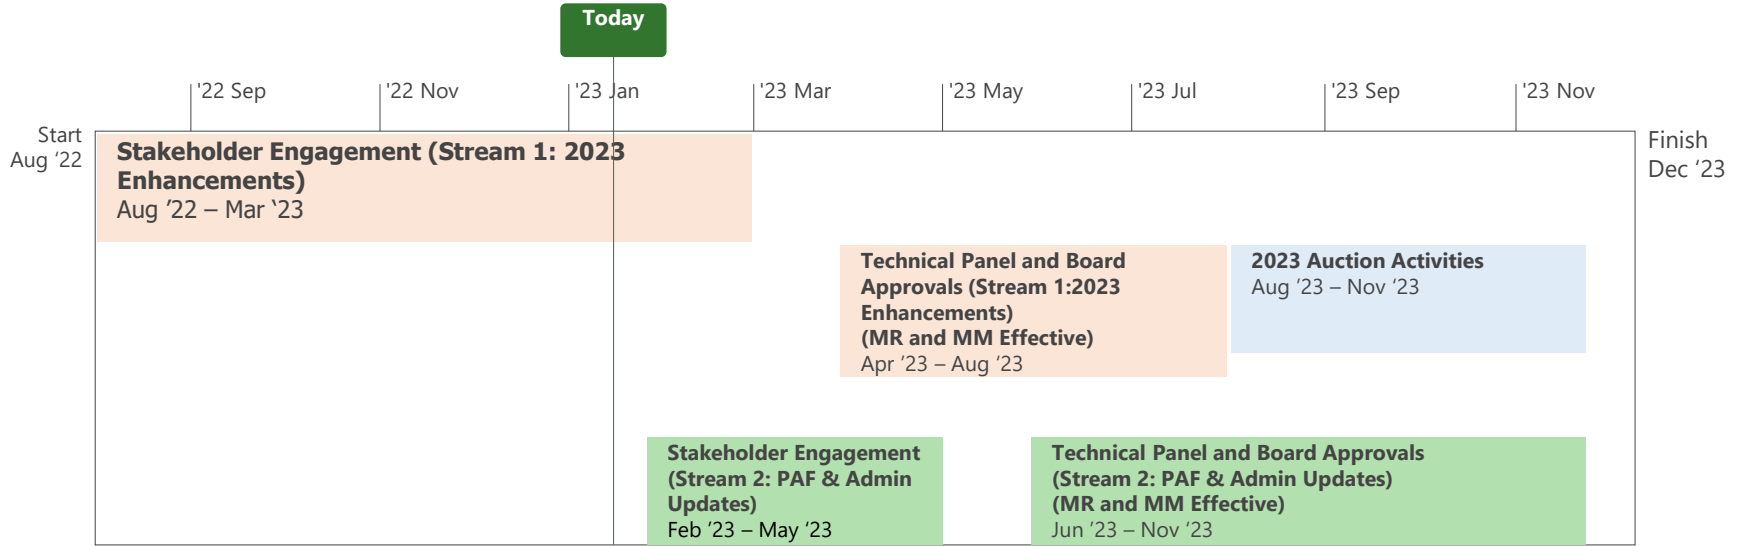 Today
'22 Sep
'22 Nov
'23 Jan
'23 Mar
'23 May
'23 Jul
'23 Sep
'23 Nov
Start
Aug ‘22
Finish
Dec ‘23
Stakeholder Engagement (Stream 1: 2023
Enhancements)
Aug ’22 – Mar ‘23
Technical Panel and Board
Approvals (Stream 1:2023
Enhancements)
(MR and MM Effective)
Apr ’23 – Aug ‘23
2023 Auction Activities
Aug ‘23 – Nov ‘23
Stakeholder Engagement
(Stream 2: PAF & Admin
Updates)
Feb ‘23 – May ‘23
Technical Panel and Board Approvals
(Stream 2: PAF & Admin Updates)
(MR and MM Effective)
Jun ‘23 – Nov ‘23